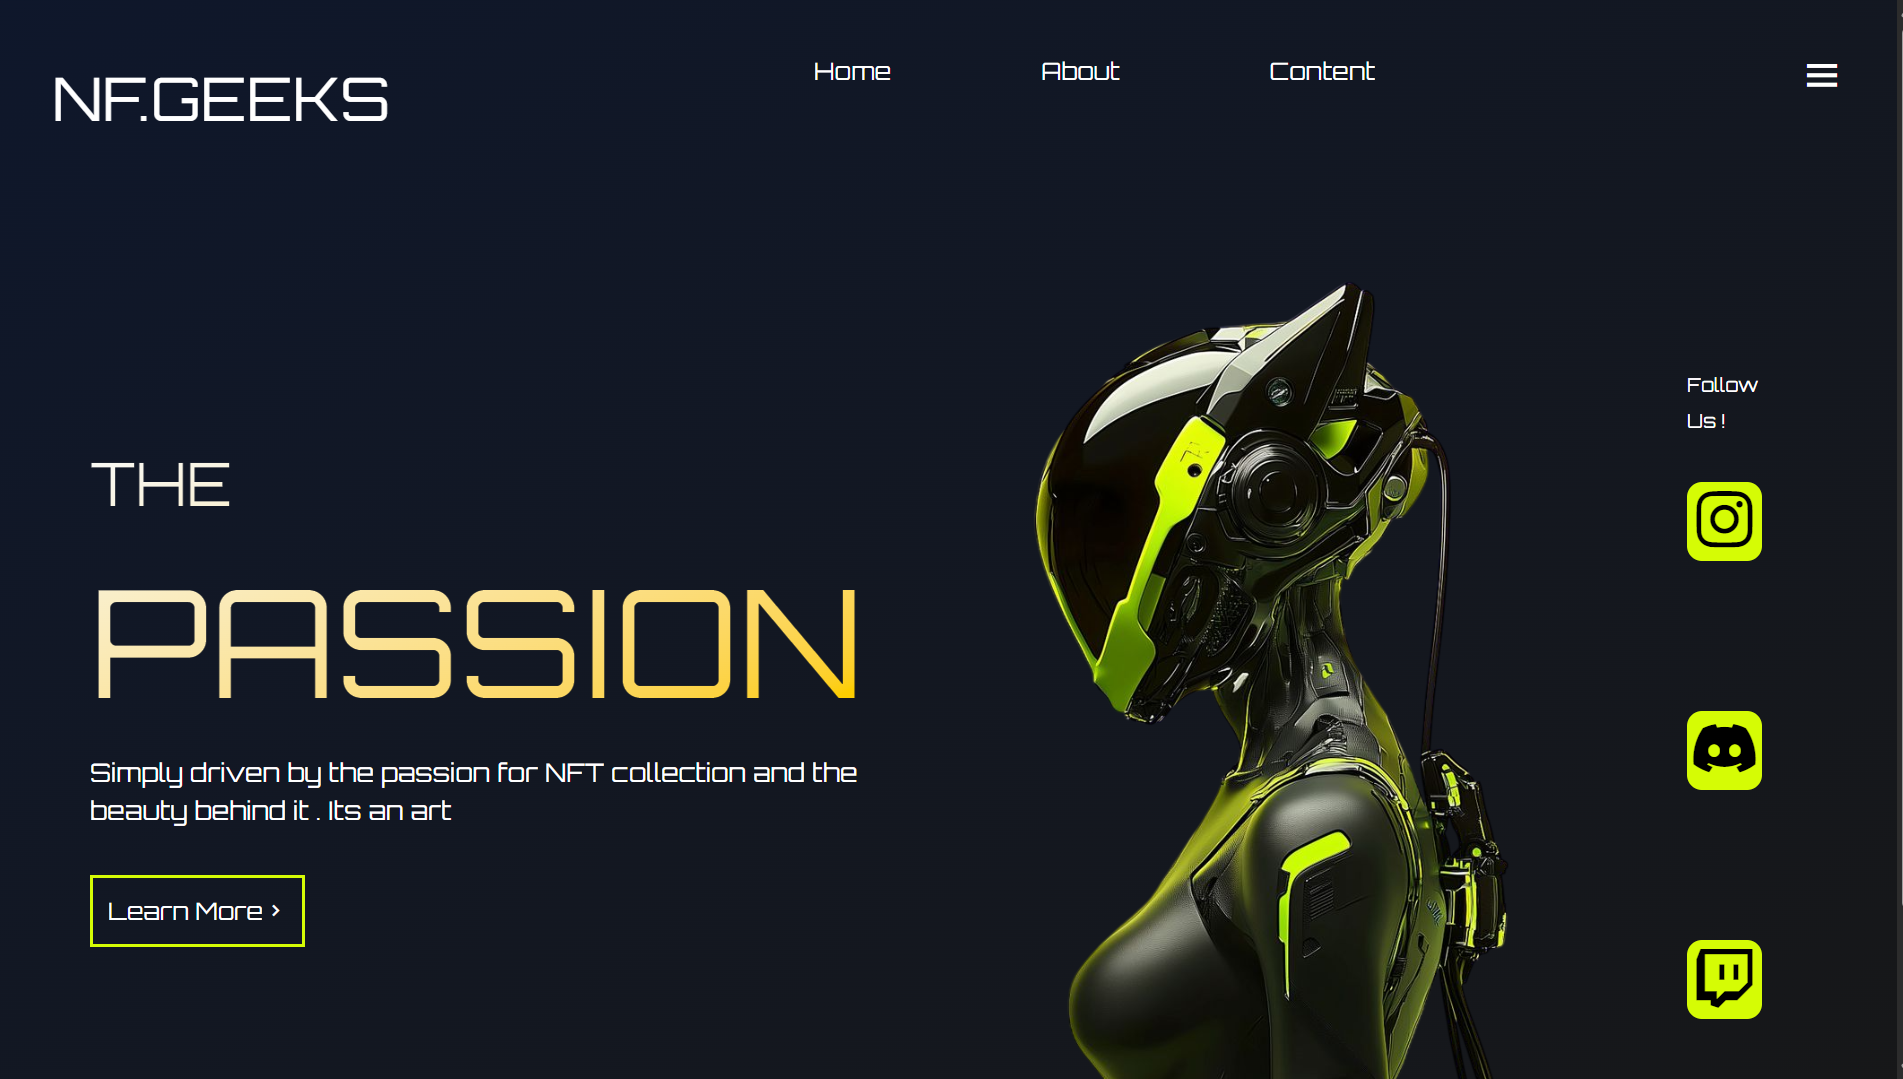 NF.GEEKS
Home
About
Content
THE
PASSION
Simply driven by the passion for NFT collection and the
beauty behind it . Its an art
Learn More ›
Follow
Us !